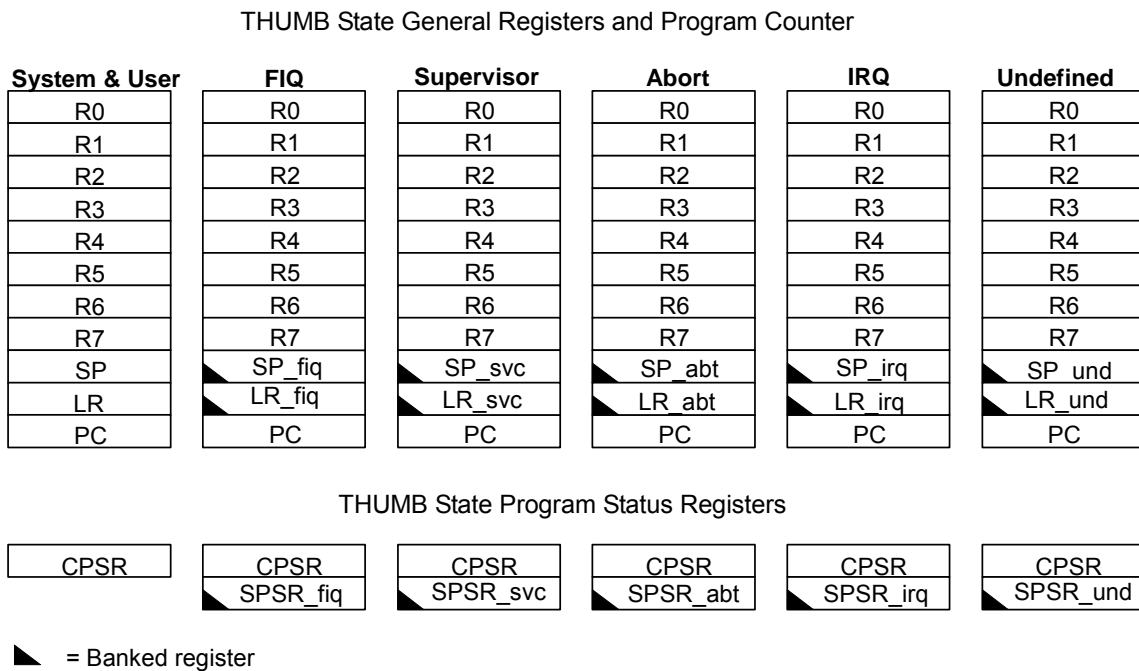 THUMB State General Registers and Program Counter
System & User FIQ Supervisor Abort IRQ Undefined
R0 R0 R0 R0 R0 R0
R1 R1 R1 R1 R1 R1
R2 R2 R2 R2 R2 R2
R3 R3 R3 R3 R3 R3
R4 R4 R4 R4 R4 R4
R5 R5 R5 R5 R5 R5
R6 R6 R6 R6 R6 R6
R7 R7 R7 R7 R7 R7
SP SP_fiq SP_svc SP_abt SP_irq SP_und
LR LR_fiq LR_svc LR_abt LR_irq LR_und
PC PC PC PC PC PC
THUMB State Program Status Registers
CPSR CPSR CPSR CPSR CPSR CPSR
SPSR_fiq SPSR_svc SPSR_abt SPSR_irq SPSR_und
= Banked register